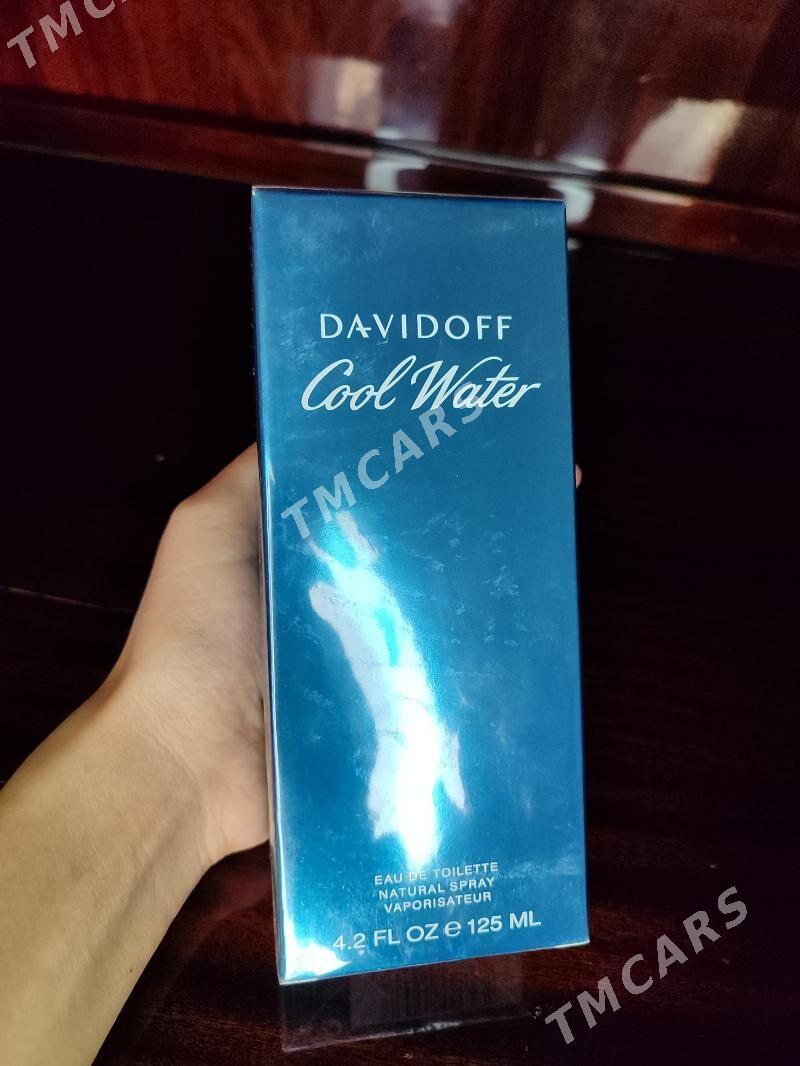 TMCARS
DAVIDOFF
Cool Water
TMCARS
EAU DE TOILETTE
NATURAL SPRAY
VAPORISATEUR
4.2 FL OZ e 125 ML
TMCARS